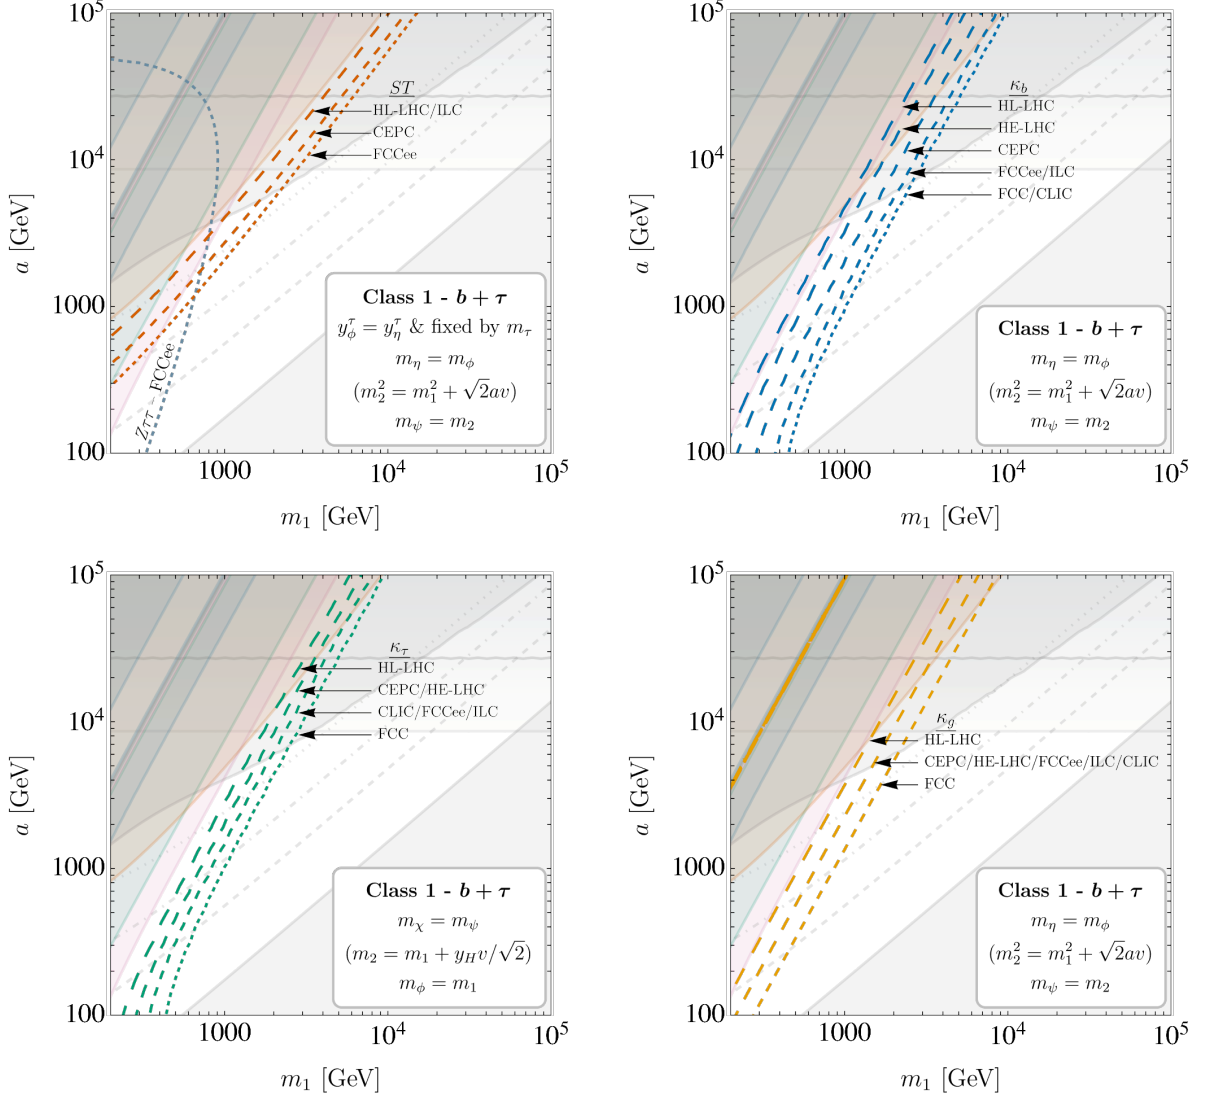 10^5
10^4
1000
100
a [GeV]
ST
HL-LHC/ILC
CEPC
FCCee
Zττ − FCCee
Class 1 - b + τ
y_ϕ^τ = y_η^τ & fixed by m_τ
m_η = m_ϕ
(m_2^2 = m_1^2 + √2av)
m_ψ = m_2
1000
10^4
10^5
m_1 [GeV]
10^5
10^4
1000
100
a [GeV]
κ_b
HL-LHC
HE-LHC
CEPC
FCCee/ILC
FCC/CLIC
Class 1 - b + τ
m_η = m_ϕ
(m_2^2 = m_1^2 + √2av)
m_ψ = m_2
1000
10^4
10^5
m_1 [GeV]
10^5
10^4
1000
100
a [GeV]
κ_τ
HL-LHC
CEPC/HE-LHC
CLIC/FCCee/ILC
FCC
Class 1 - b + τ
m_χ = m_ψ
(m_2 = m_1 + y_H v/√2)
m_ϕ = m_1
1000
10^4
10^5
m_1 [GeV]
10^5
10^4
1000
100
a [GeV]
κ_g
HL-LHC
CEPC/HE-LHC/FCCee/ILC/CLIC
FCC
Class 1 - b + τ
m_η = m_ϕ
(m_2^2 = m_1^2 + √2av)
m_ψ = m_2
1000
10^4
10^5
m_1 [GeV]